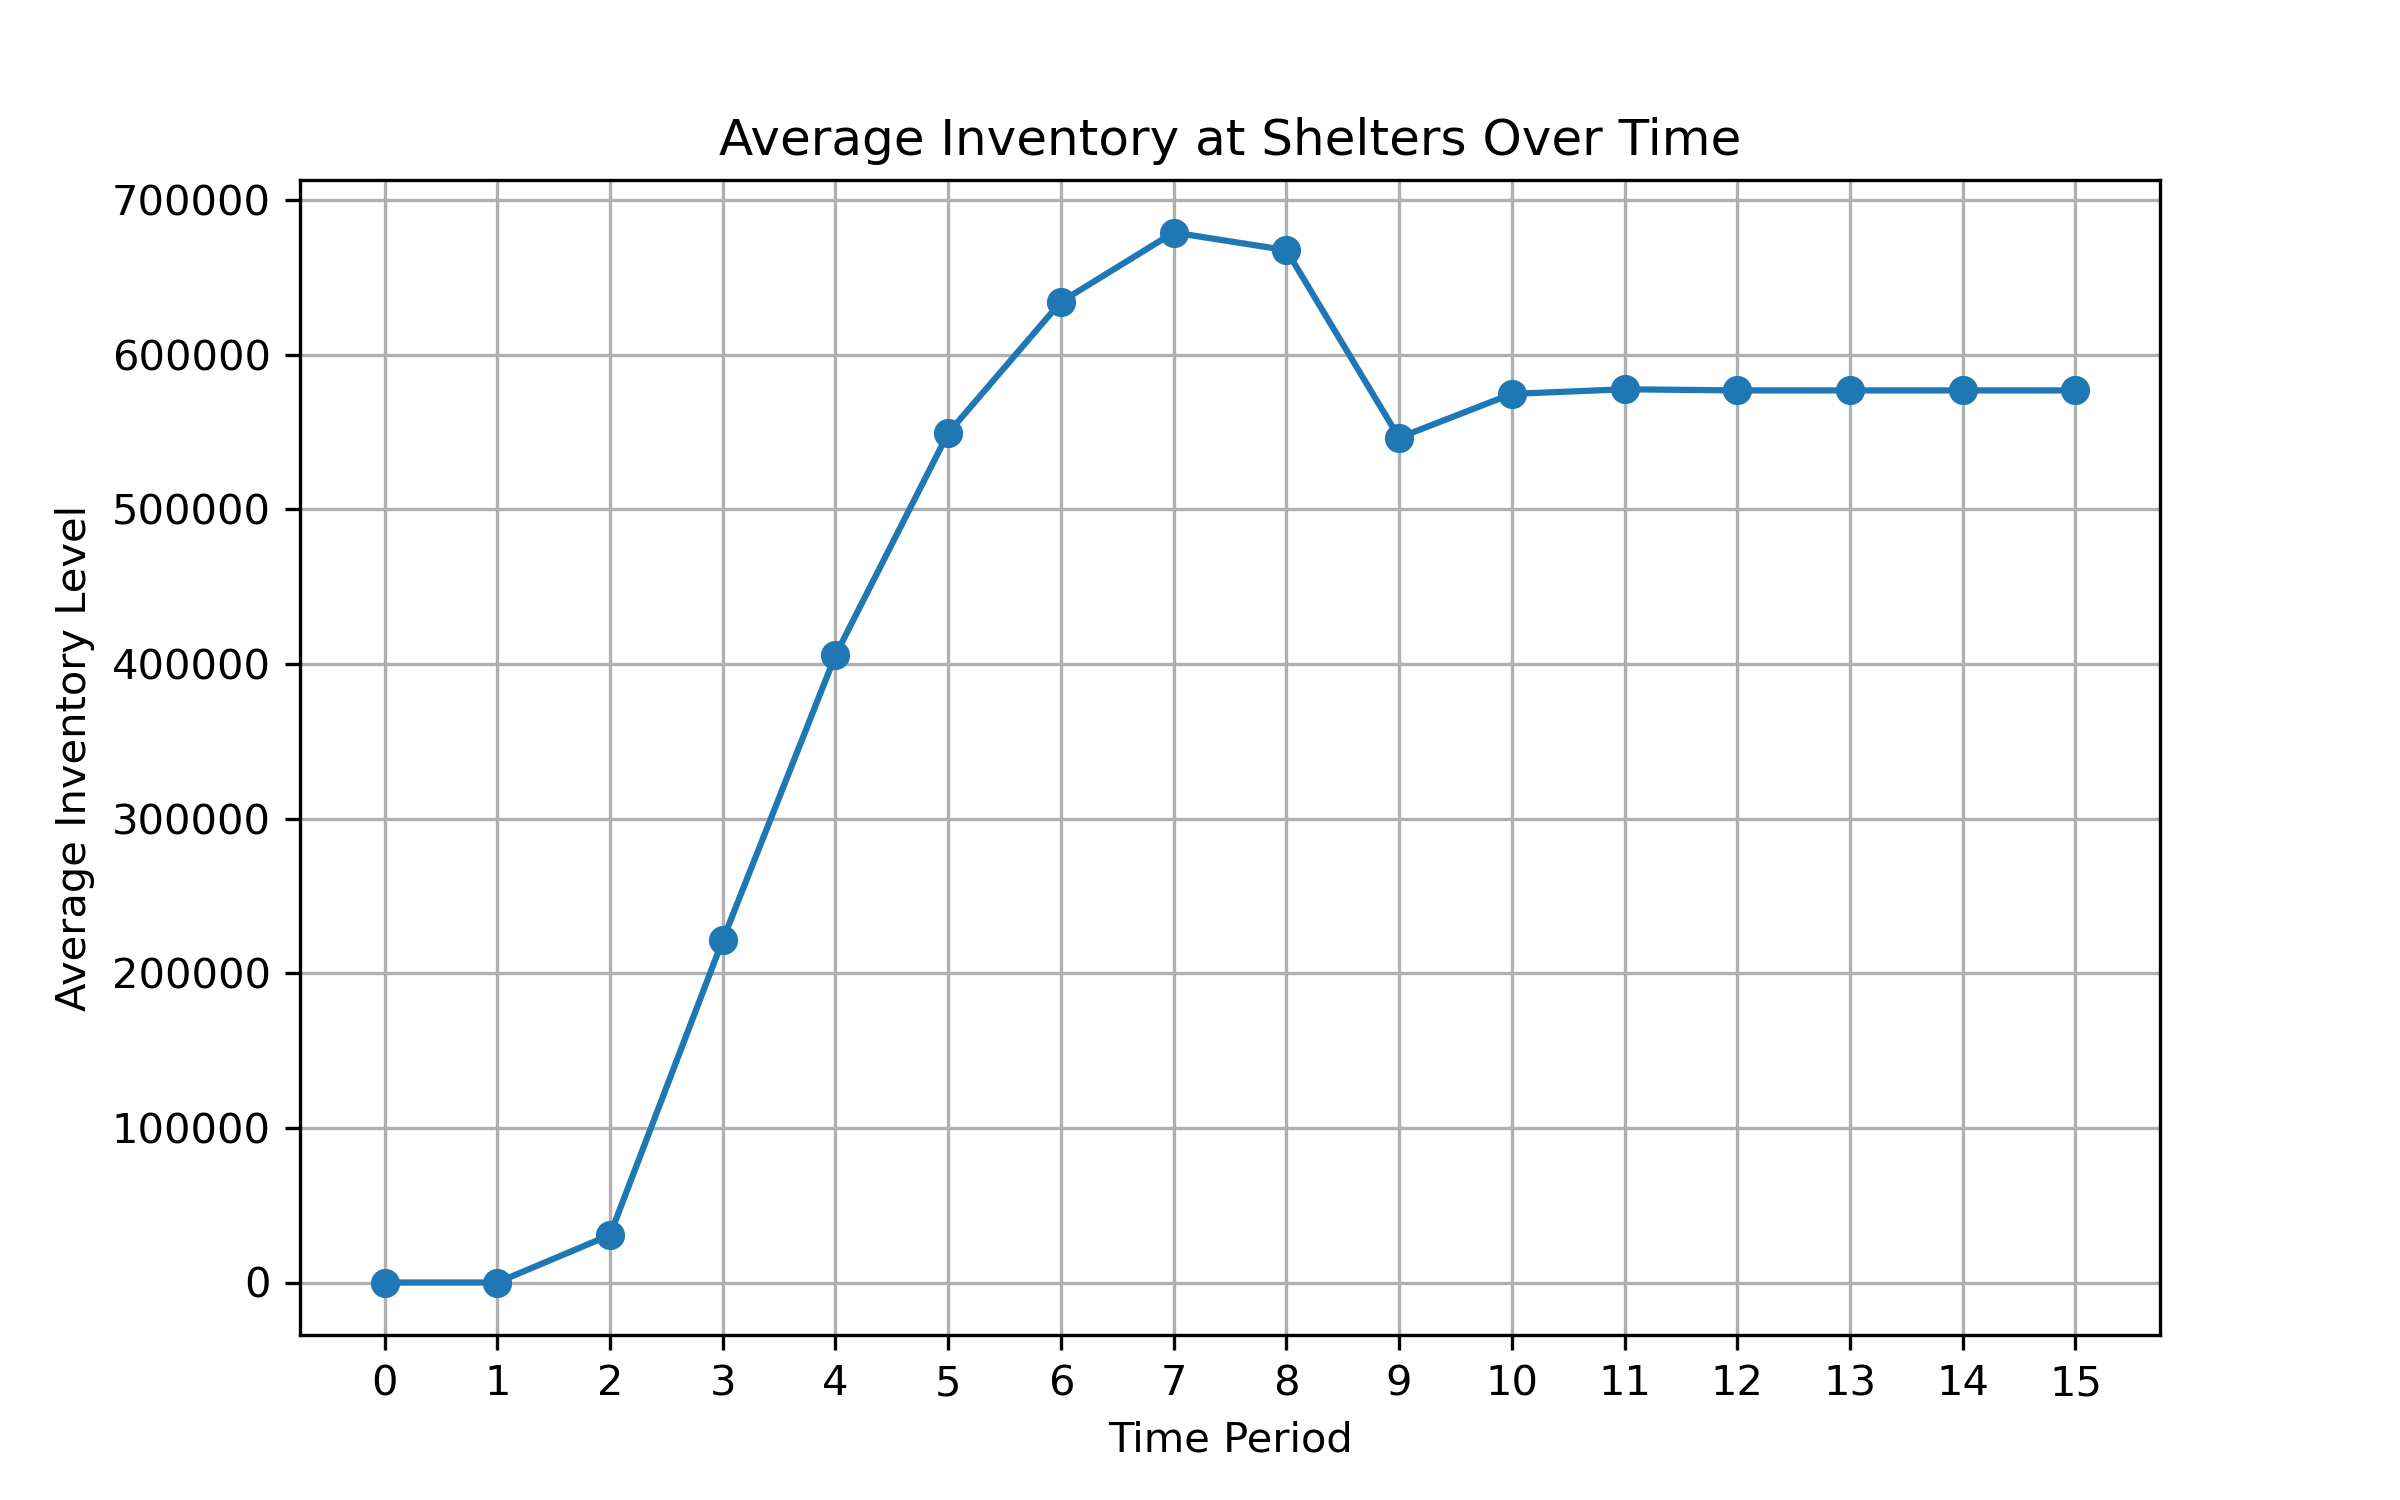 Average Inventory at Shelters Over Time
Average Inventory Level
700000
600000
500000
400000
300000
200000
100000
0
0 1 2 3 4 5 6 7 8 9 10 11 12 13 14 15
Time Period